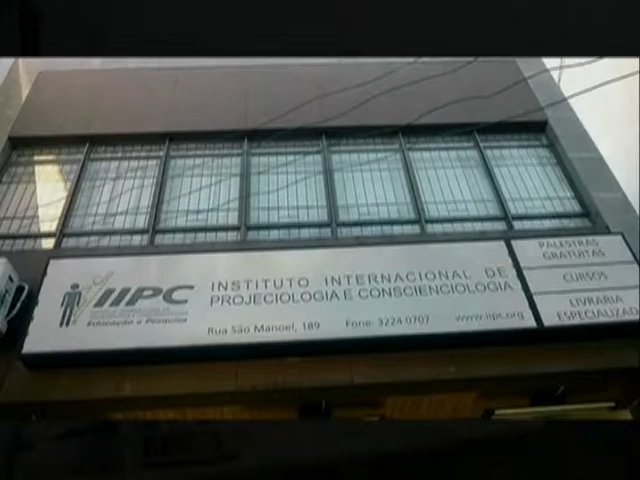 IIPC
Educação e Pesquisa
INSTITUTO INTERNACIONAL DE
PROJECIOLOGIA E CONSCIENCIOLOGIA
Rua São Manoel, 189 Fone: 3224 0707 www.iipc.org
PALESTRAS
GRATUITAS
CURSOS
LIVRARIA
ESPECIALIZAD